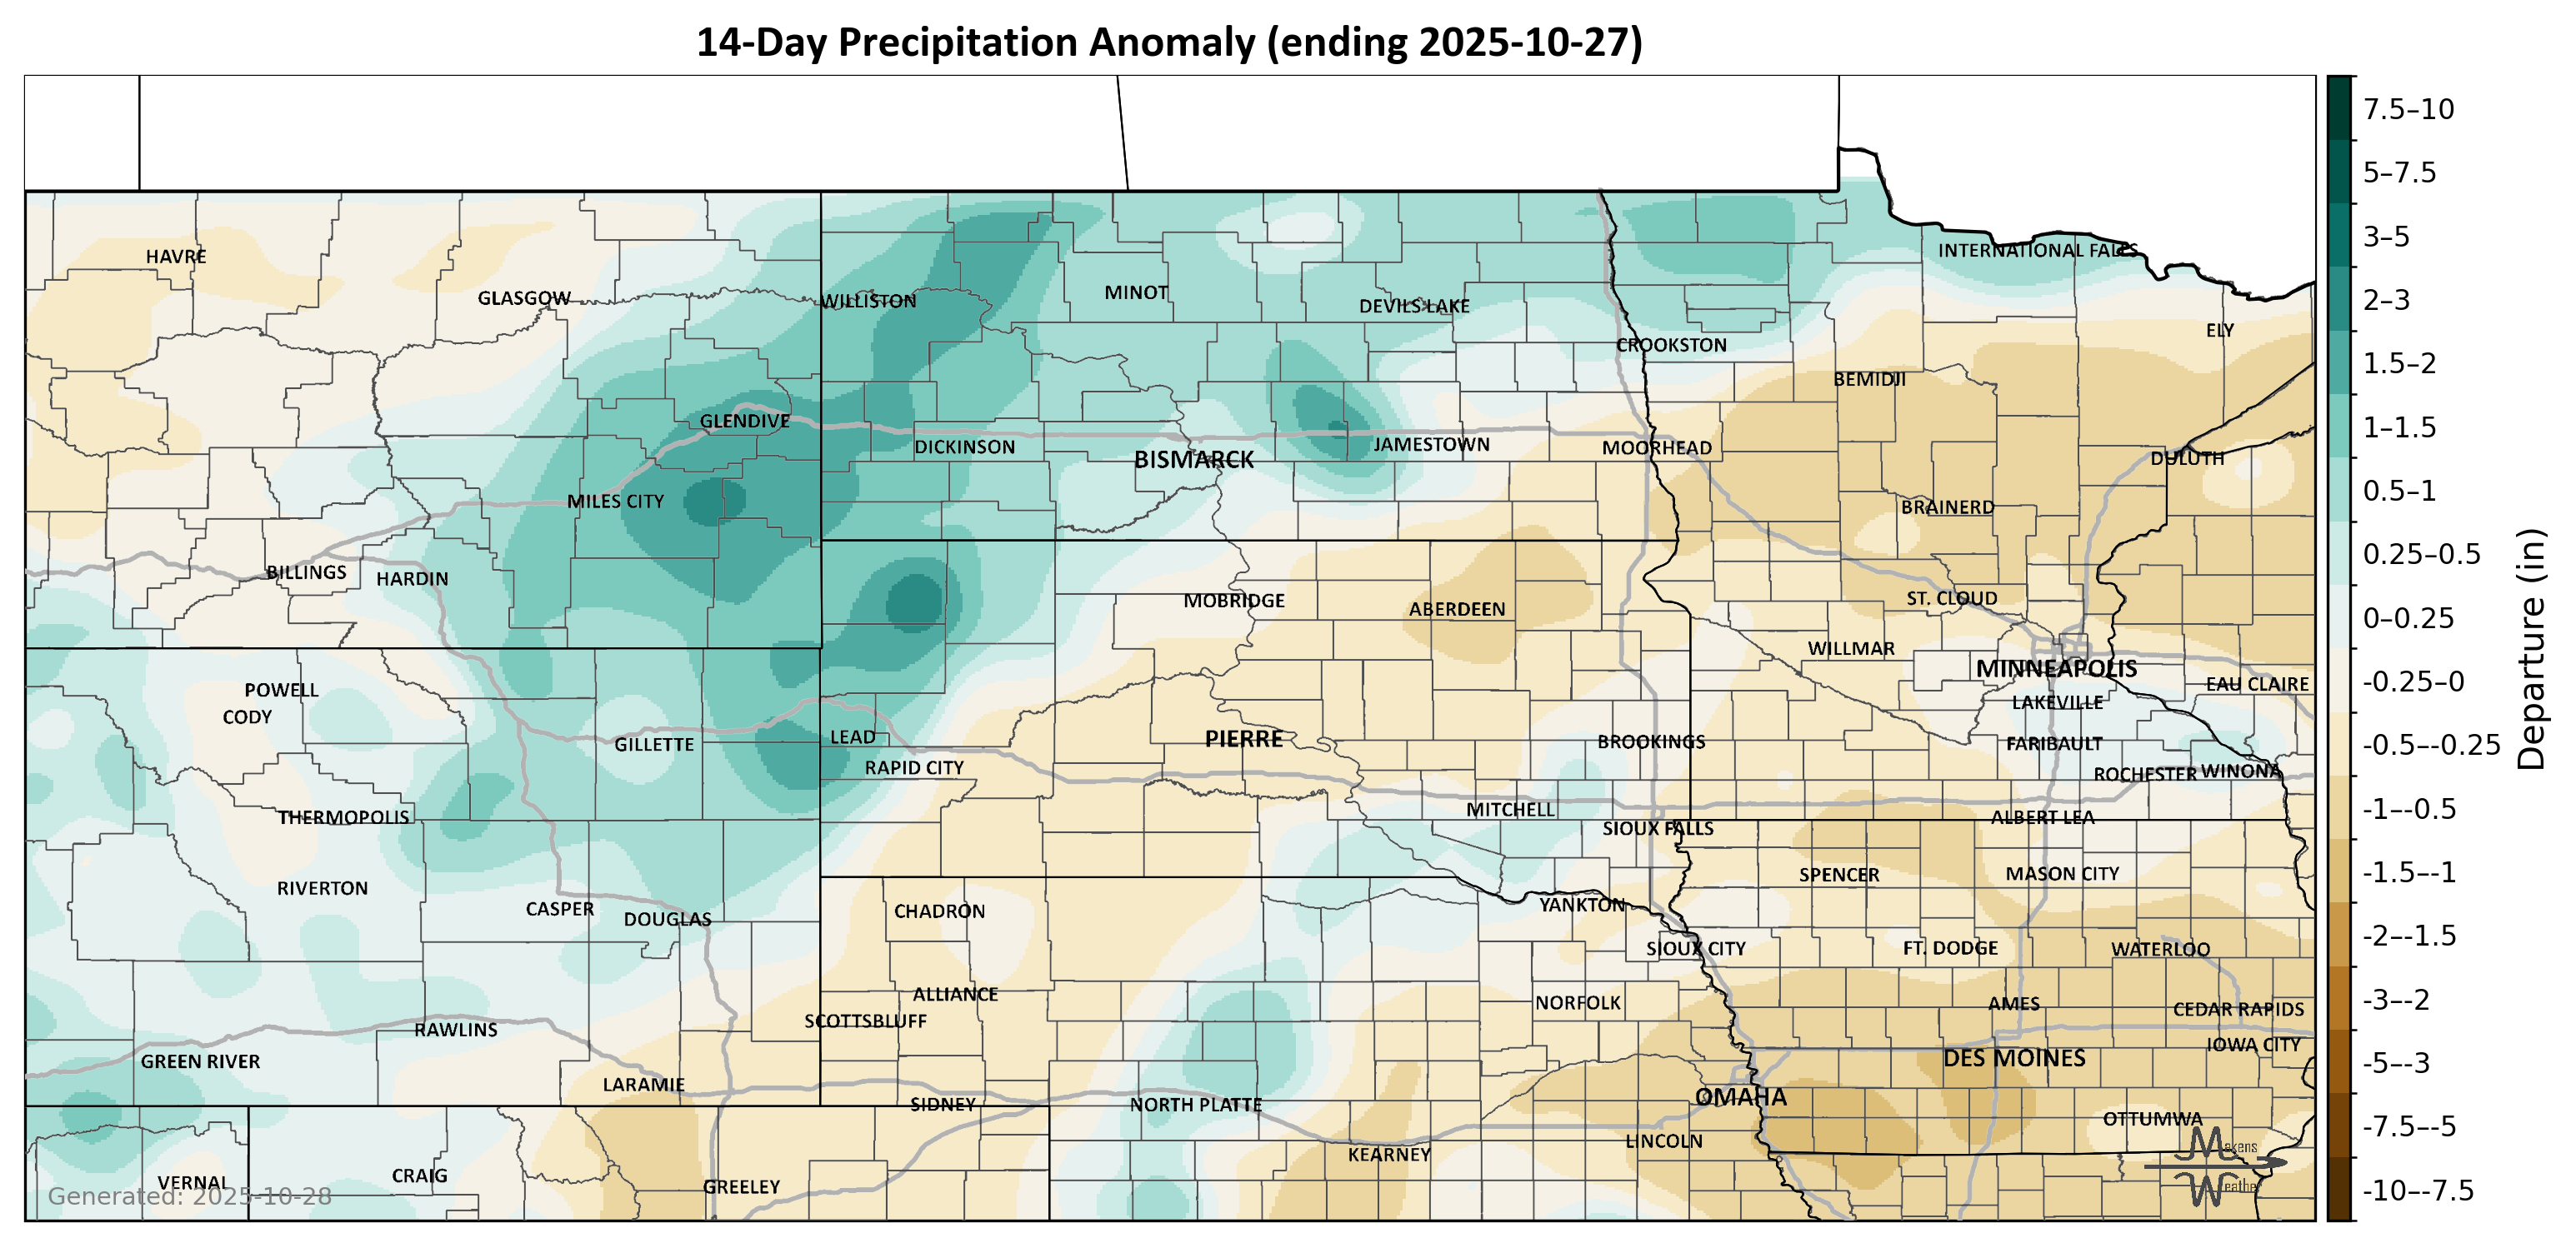 14-Day Precipitation Anomaly (ending 2025-10-27)
HAVRE
GLASGOW
WILLISTON
MINOT
DEVILS LAKE
CROOKSTON
INTERNATIONAL FALLS
ELY
BEMIDJI
GLENDIVE
DICKINSON
BISMARCK
JAMESTOWN
MOORHEAD
DULUTH
MILES CITY
BRAINERD
BILLINGS
HARDIN
MOBRIDGE
ABERDEEN
ST. CLOUD
WILLMAR
MINNEAPOLIS
EAU CLAIRE
POWELL
CODY
LAKEVILLE
GILLETTE
LEAD
PIERRE
BROOKINGS
FARIBAULT
RAPID CITY
ROCHESTER
WINONA
THERMOPOLIS
MITCHELL
SIOUX FALLS
ALBERT LEA
RIVERTON
SPENCER
MASON CITY
CASPER
DOUGLAS
CHADRON
YANKTON
SIOUX CITY
FT. DODGE
WATERLOO
ALLIANCE
SCOTTSBLUFF
NORFOLK
AMES
CEDAR RAPIDS
RAWLINS
GREEN RIVER
DES MOINES
IOWA CITY
LARAMIE
SIDNEY
NORTH PLATTE
OMAHA
OTTUMWA
LINCOLN
KEARNEY
VERNAL
CRAIG
GREELEY
Generated: 2025-10-28
Makens
Weather
7.5–10
5–7.5
3–5
2–3
1.5–2
1–1.5
0.5–1
0.25–0.5
0–0.25
-0.25–0
-0.5–-0.25
-1–-0.5
-1.5–-1
-2–-1.5
-3–-2
-5–-3
-7.5–-5
-10–-7.5
Departure (in)